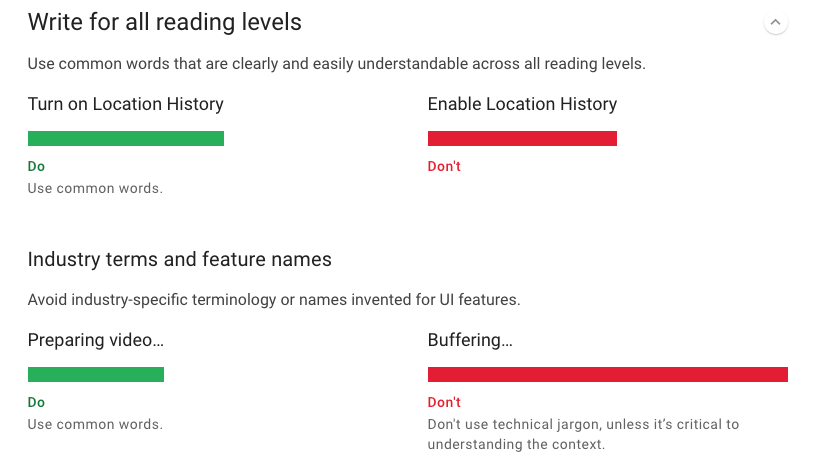 Write for all reading levels
Use common words that are clearly and easily understandable across all reading levels.
Turn on Location History
Enable Location History
Do
Don't
Use common words.
Industry terms and feature names
Avoid industry-specific terminology or names invented for UI features.
Preparing video…
Buffering…
Do
Don't
Use common words.
Don't use technical jargon, unless it’s critical to
understanding the context.